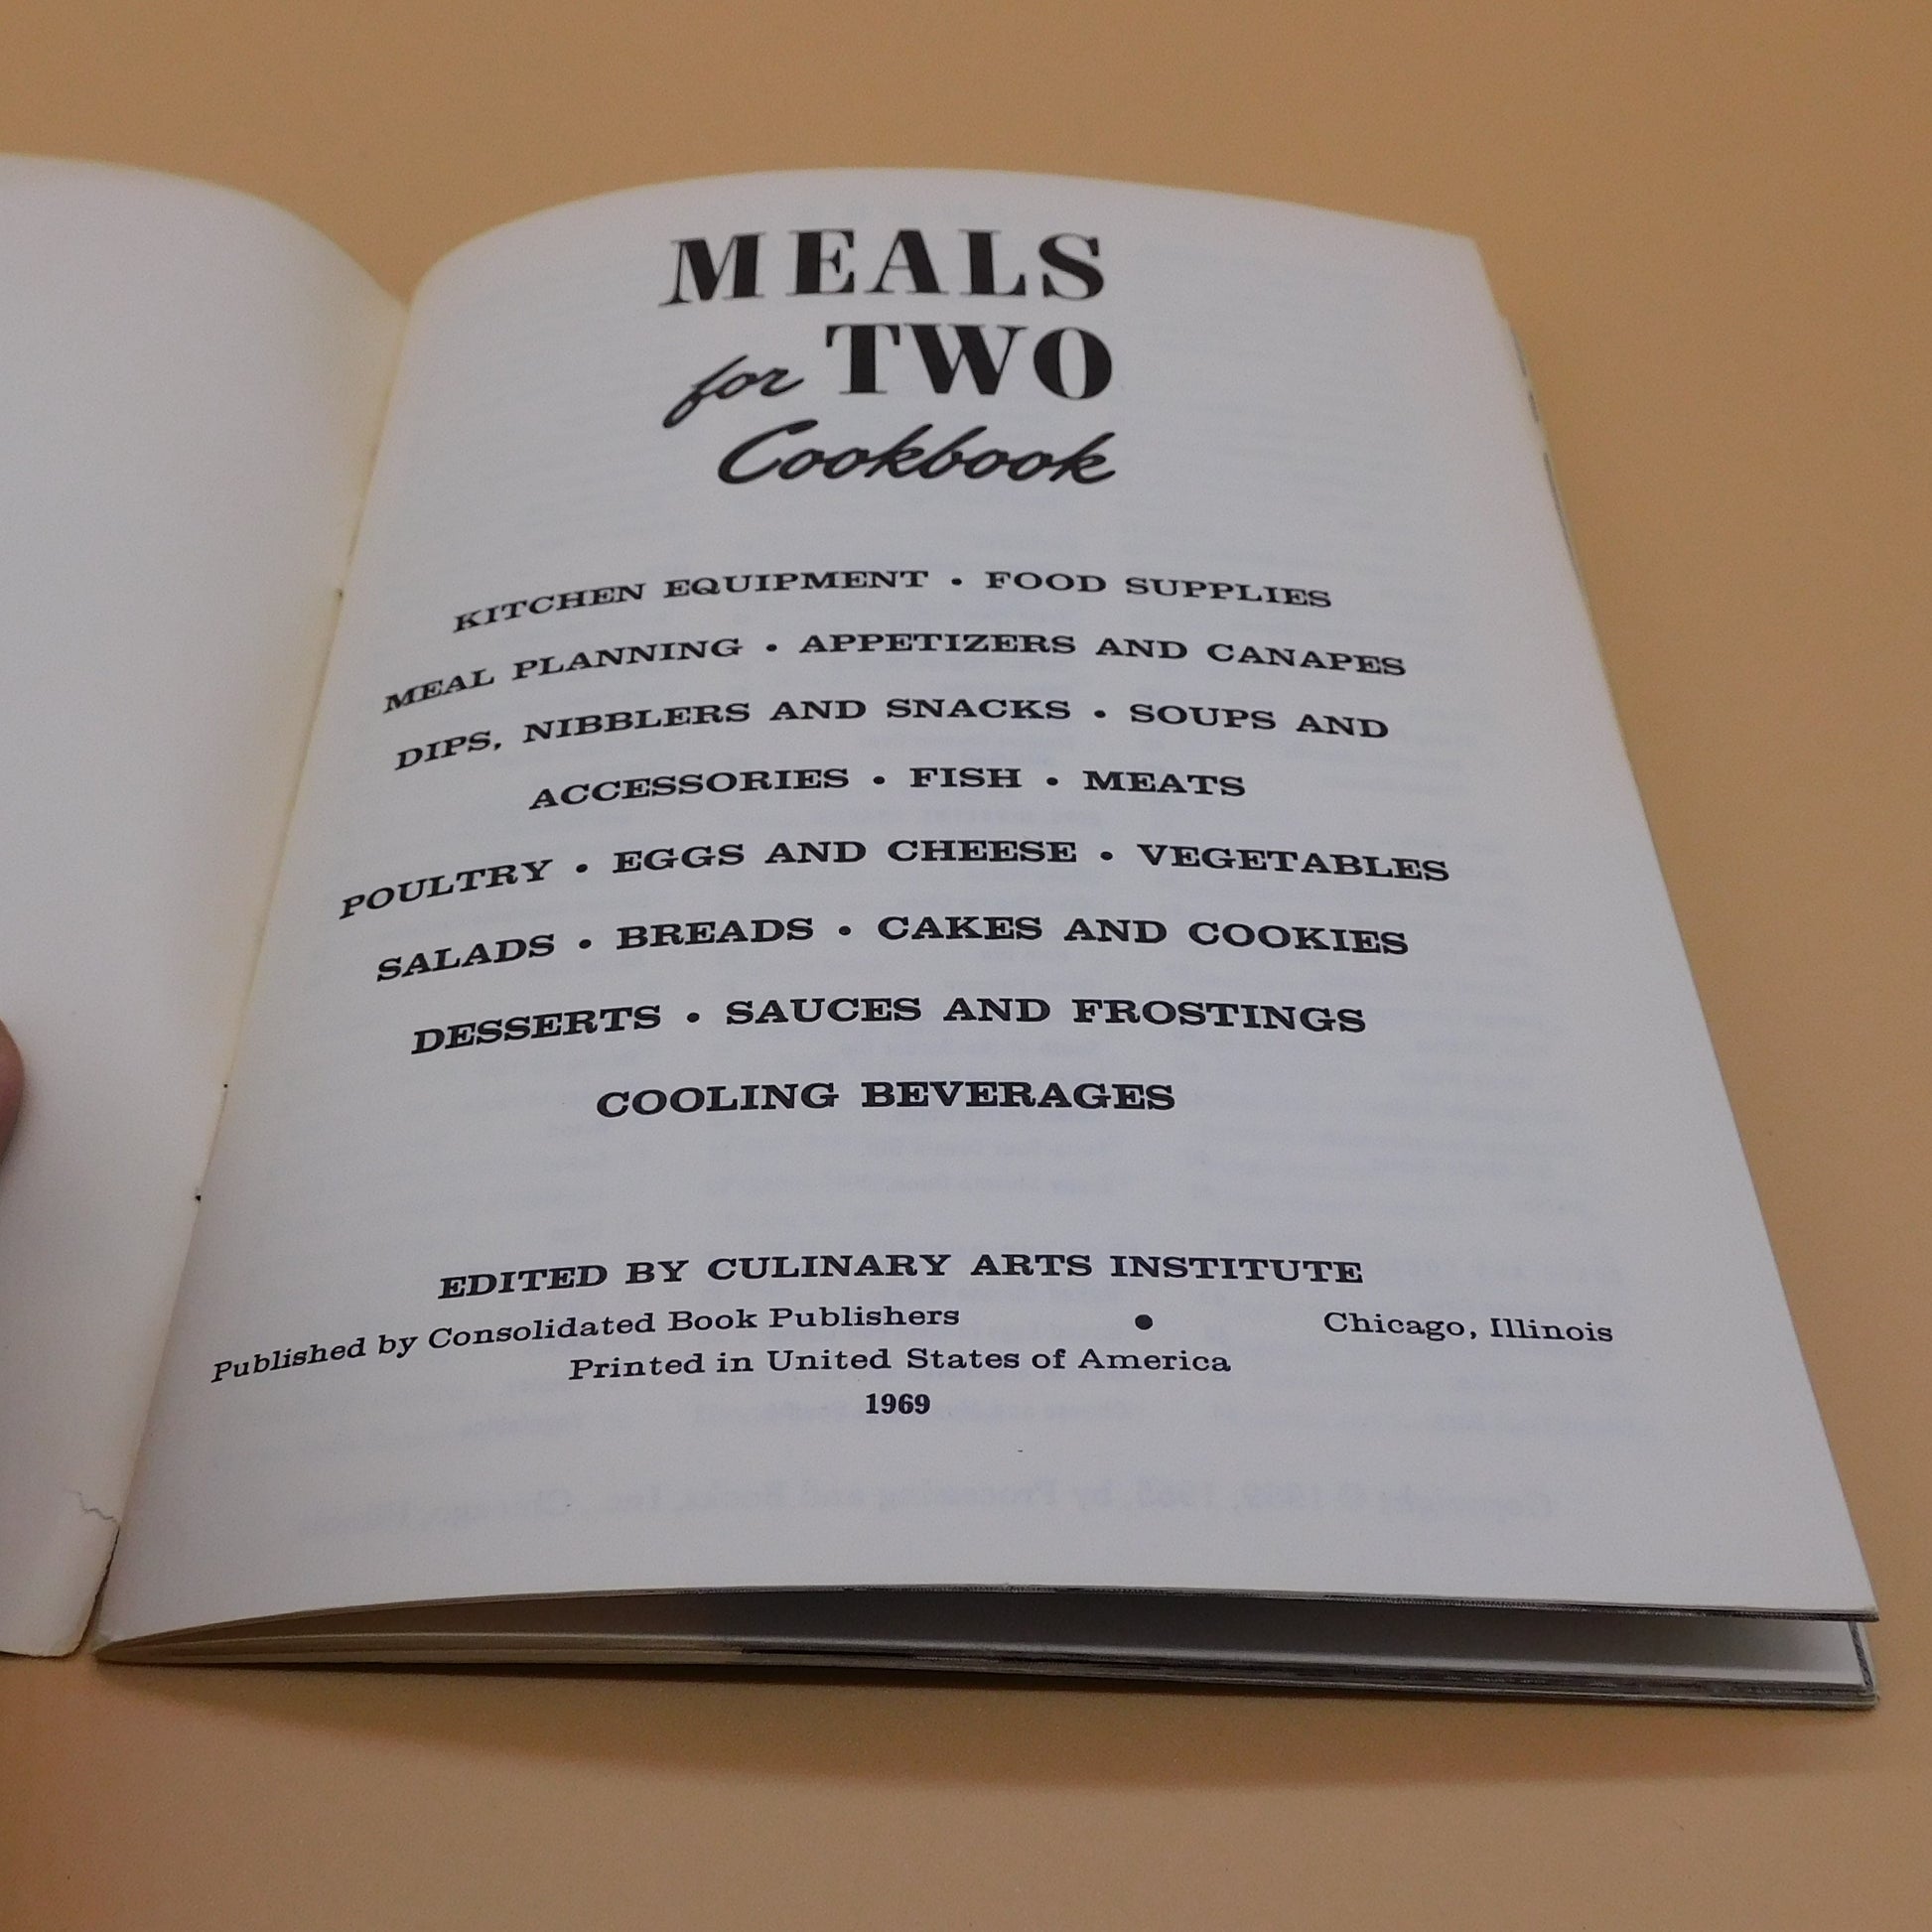 MEALS
for TWO
Cookbook
KITCHEN EQUIPMENT • FOOD SUPPLIES
MEAL PLANNING • APPETIZERS AND CANAPES
DIPS, NIBBLERS AND SNACKS • SOUPS AND
ACCESSORIES • FISH • MEATS
POULTRY • EGGS AND CHEESE • VEGETABLES
SALADS • BREADS • CAKES AND COOKIES
DESSERTS • SAUCES AND FROSTINGS
COOLING BEVERAGES
EDITED BY CULINARY ARTS INSTITUTE
Published by Consolidated Book Publishers • Chicago, Illinois
Printed in United States of America
1969